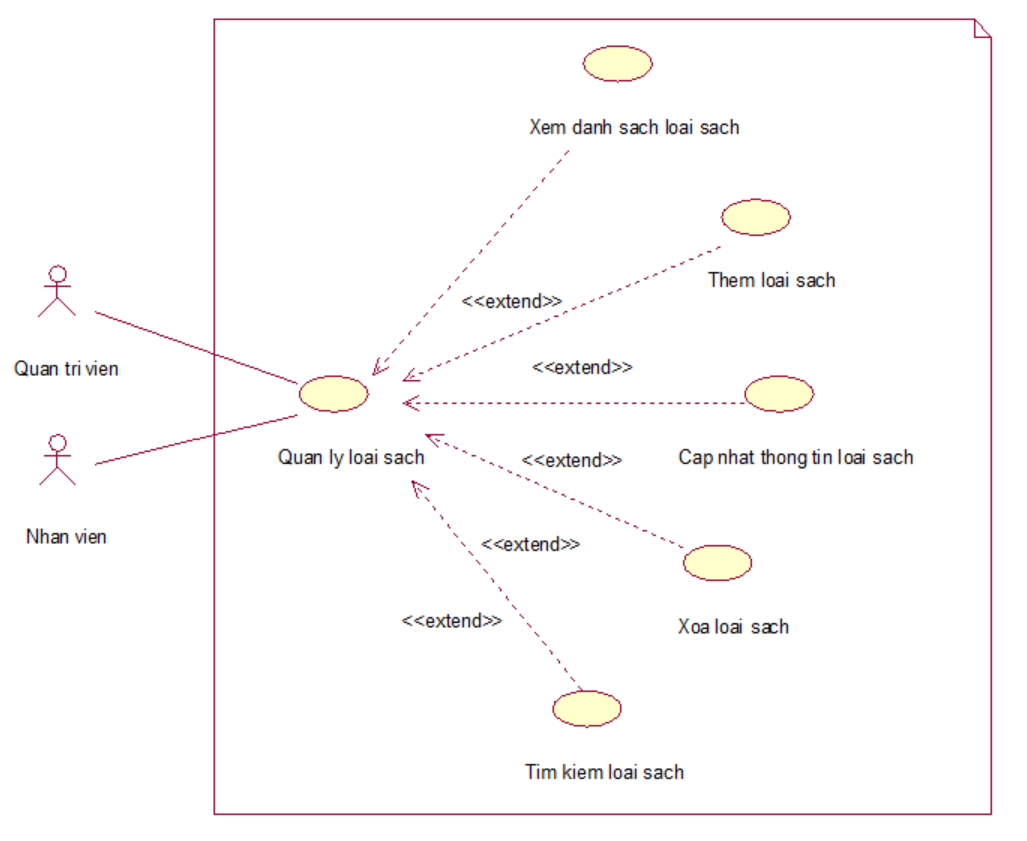 Xem danh sach loai sach
Them loai sach
<<extend>>
Quan tri vien
<<extend>>
Quan ly loai sach
<<extend>>
Cap nhat thong tin loai sach
Nhan vien
<<extend>>
<<extend>>
Xoa loai sach
Tim kiem loai sach